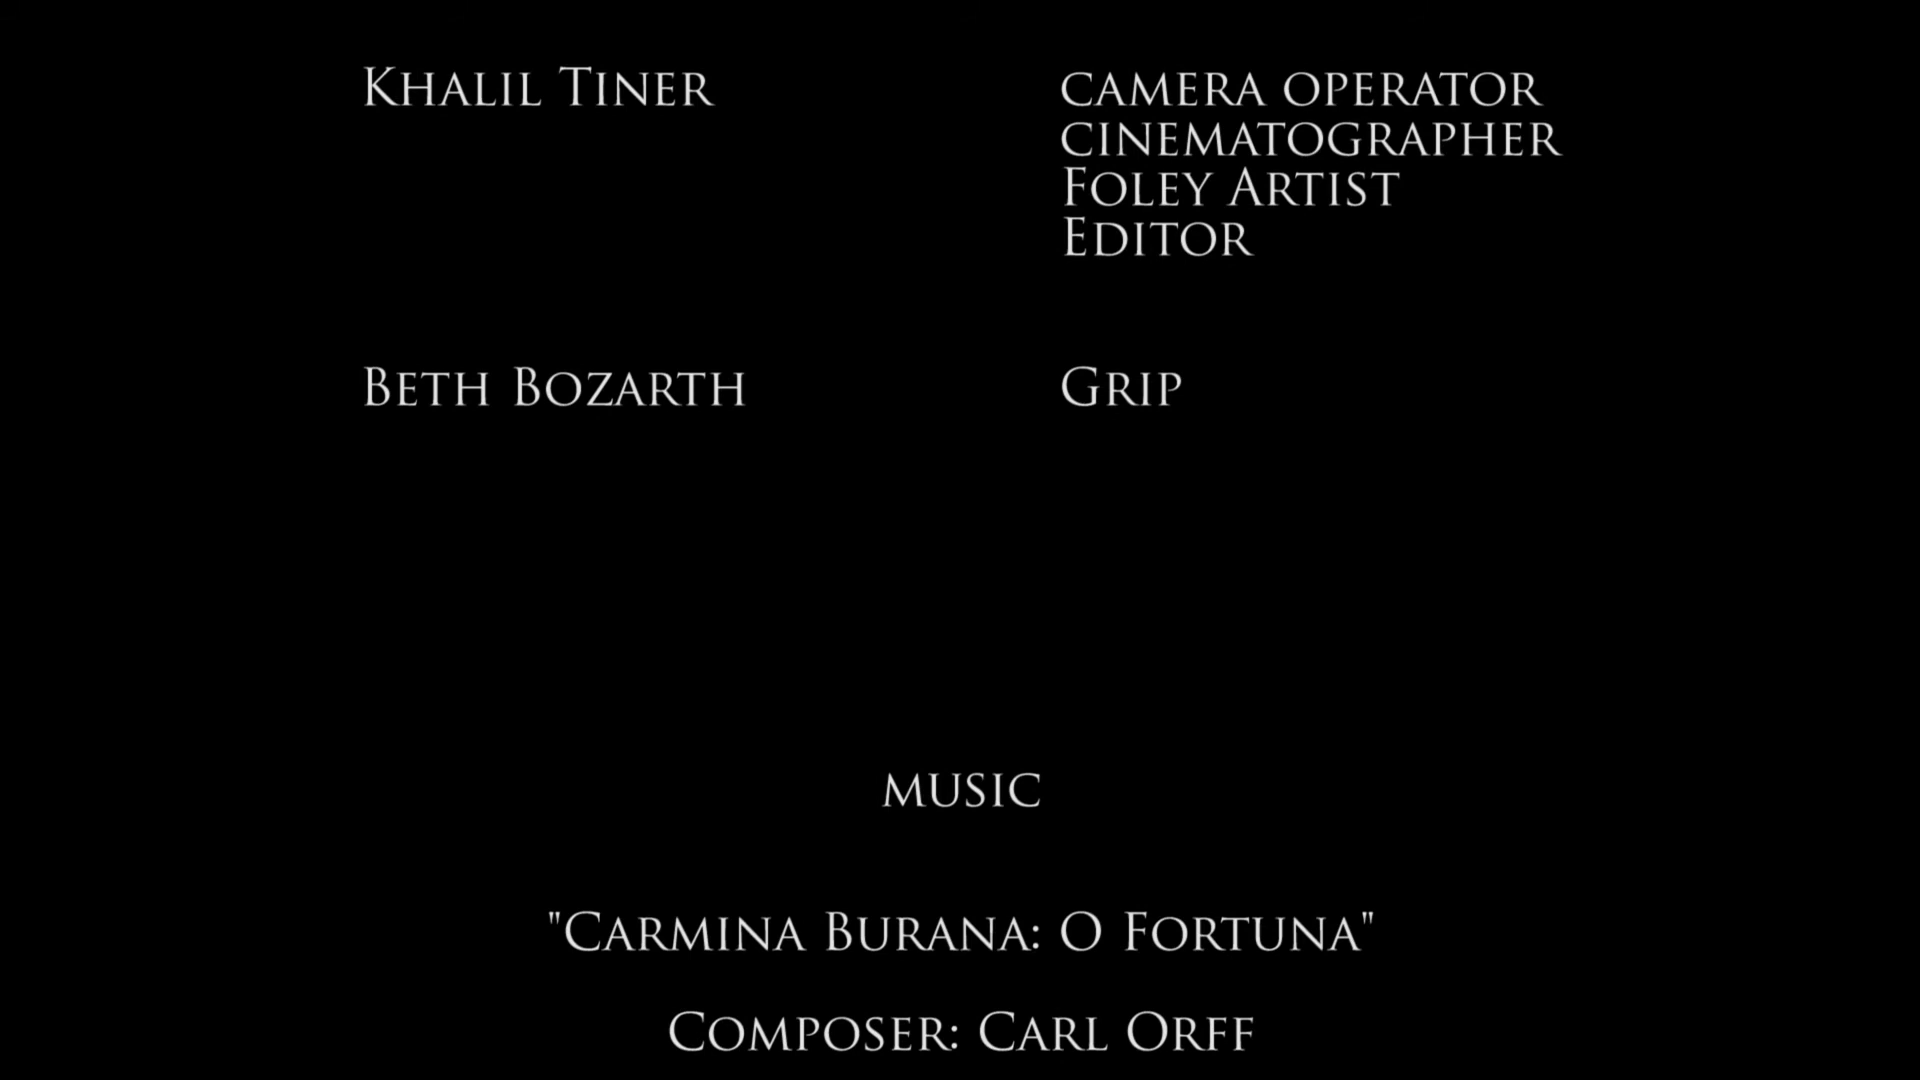 Khalil Tiner camera operator
cinematographer
Foley Artist
Editor
Beth Bozarth Grip
music
"Carmina Burana: O Fortuna"
Composer: Carl Orff